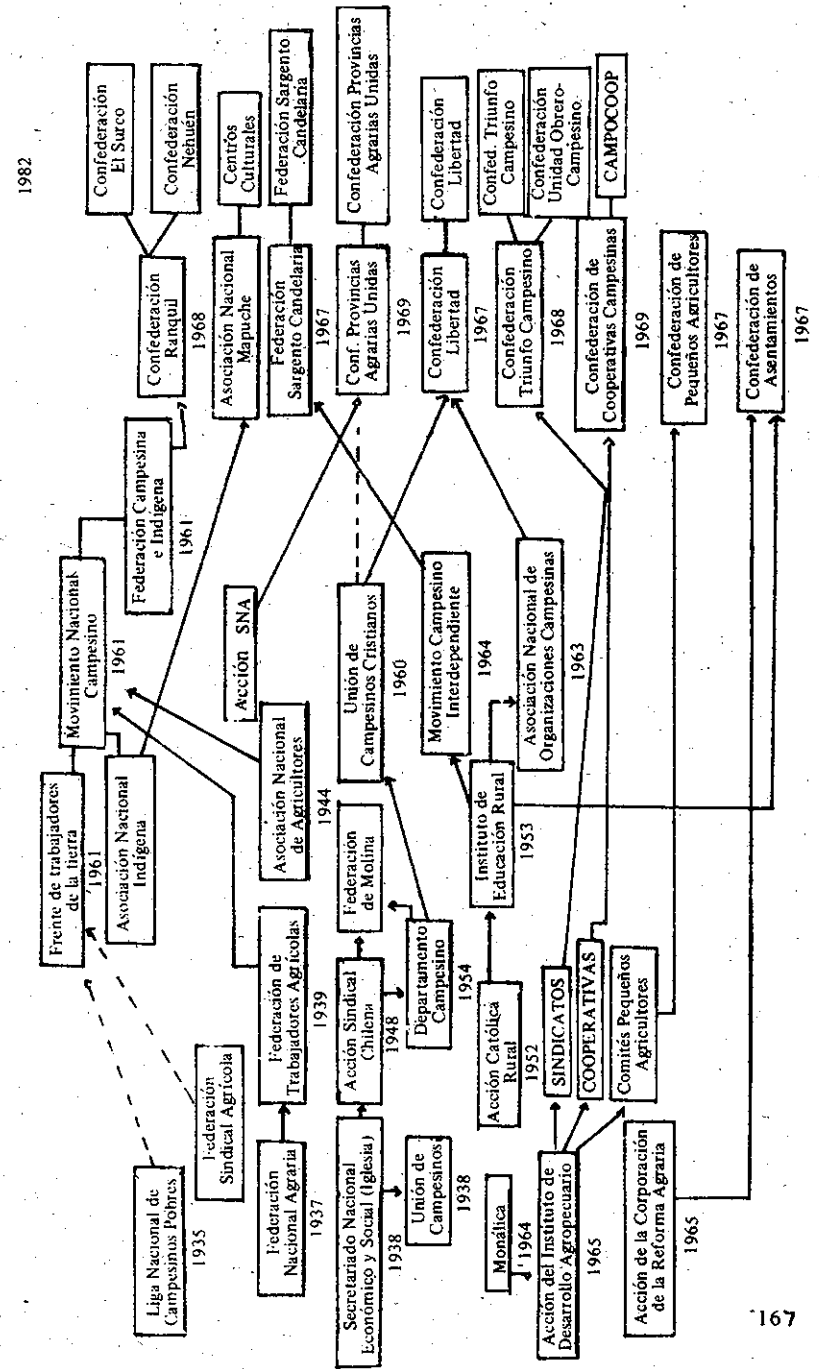 1982
Liga Nacional de
Campesimos Pobres
1935
Federación
Sindical Agrícola
Federación
Nacional Agraria
1937
Secretariado Nacional
Económico y Social (Iglesia)
1938
Unión de
Campesinos
1938
Monálica
1964
Acción del Instituto de
Desarrollo Agropecuario
1965
Acción de la Corporación
de la Reforma Agraria
1965
Frente de trabajadores
de la tierra
1961
Asociación Nacional
Indígena
Federación de
Trabajadores Agrícolas
1939
Acción Sindical
Chilena
1948
Departamento
Campesino
1954
Acción Católica
Rural
1952
SINDICATOS
COOPERATIVAS
Comités Pequeños
Agricultores
Asociación Nacional
de Agricultores
1944
Federación
de Molina
Instituto de
Educación Rural
1953
Movimiento Nacional
Campesino
1961
Federación Campesina
e Indígena
1961
Acción SNA
Unión de
Campesinos Cristianos
1960
Movimiento Campesino
Interdependiente
1964
Asociación Nacional de
Organizaciones Campesinas
1963
Confederación
Ranquil
1968
Asociación Nacional
Mapuche
Federación
Sargento Candelaria
1967
Conf. Provincias
Agrarias Unidas
1969
Confederación
Libertad
1967
Confederación
Triunfo Campesino
1968
Confederación de
Cooperativas Campesinas
1969
Confederación de
Pequeños Agricultores
1967
Confederación de
Asentamientos
1967
Confederación
El Surco
Confederación
Nehuén
Centros
Culturales
Federación Sargento
Candelaria
Confederación Provincias
Agrarias Unidas
Confederación
Libertad
Confed. Triunfo
Campesino
Confederación
Unidad Obrero-
Campesino.
CAMPOCOOP
167